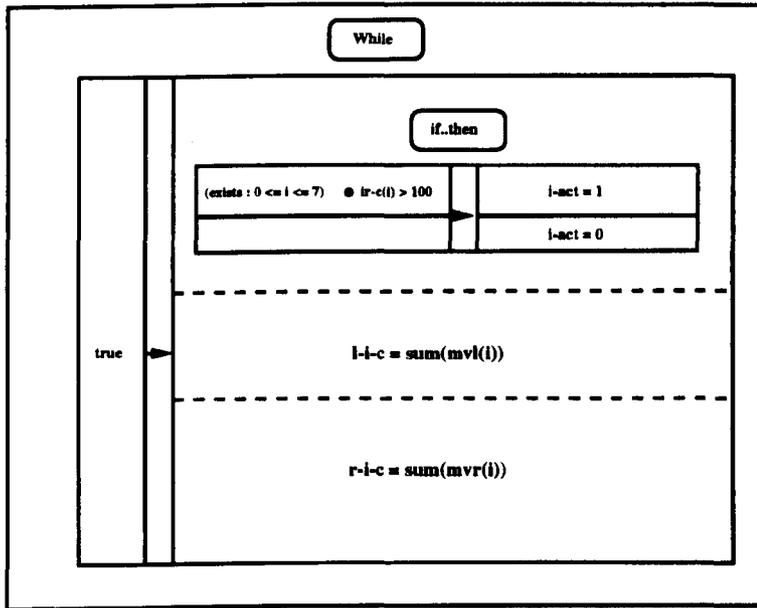 While
if..then
(exists : 0 <= i <= 7) ● ir-c(i) > 100
i-act = 1
i-act = 0
true
l-i-c = sum(mvl(i))
r-i-c = sum(mvr(i))